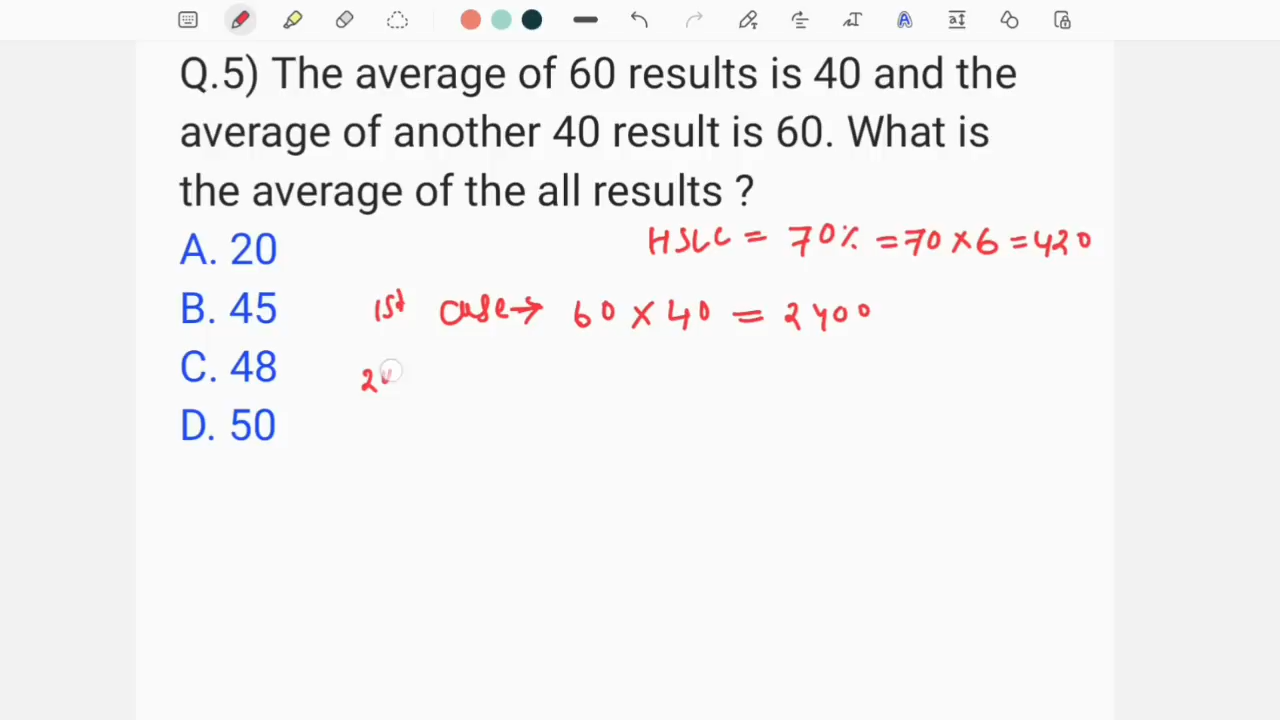 Q.5) The average of 60 results is 40 and the
average of another 40 result is 60. What is
the average of the all results ?
HSLC = 70% = 70 × 6 = 420
A. 20
B. 45
1st case → 60 × 40 = 2400
C. 48
2n
D. 50